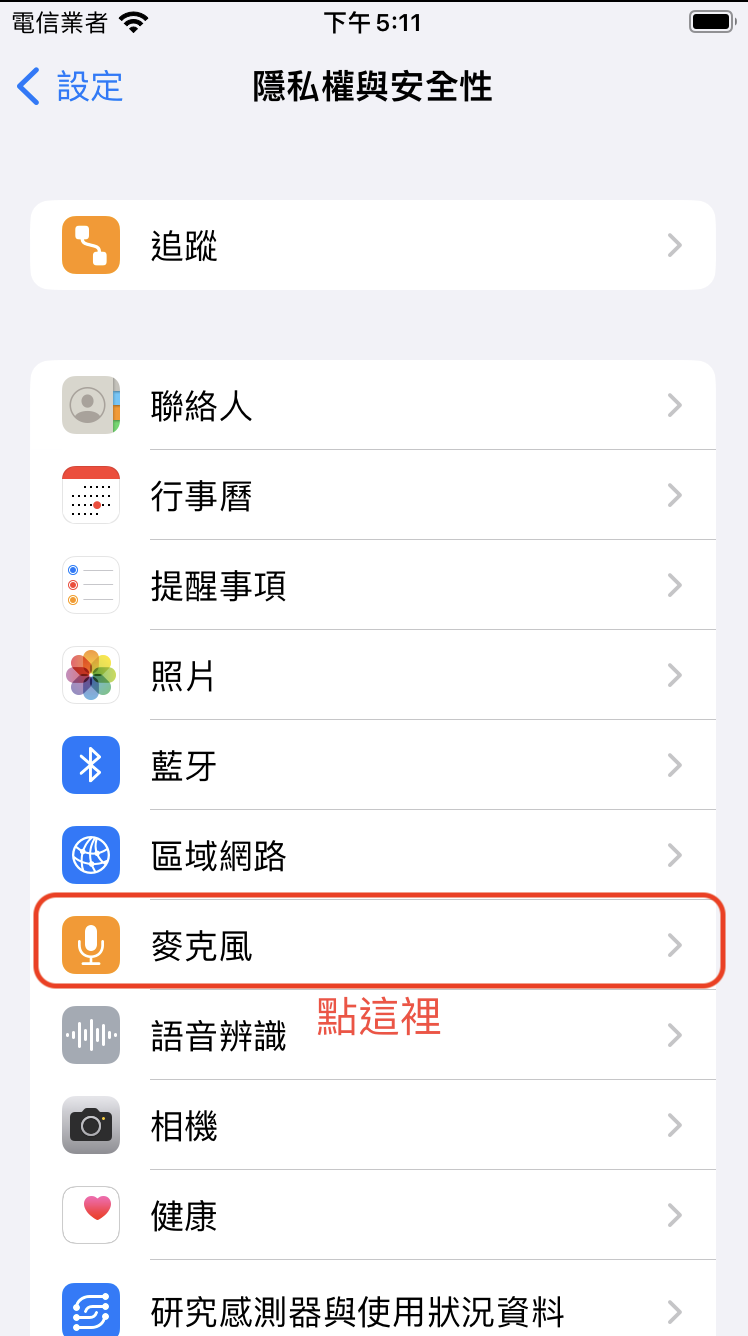 電信業者 下午5:11
設定 隱私權與安全性
追蹤
聯絡人
行事曆
提醒事項
照片
藍牙
區域網路
麥克風
點這裡
語音辨識
相機
健康
研究感測器與使用狀況資料